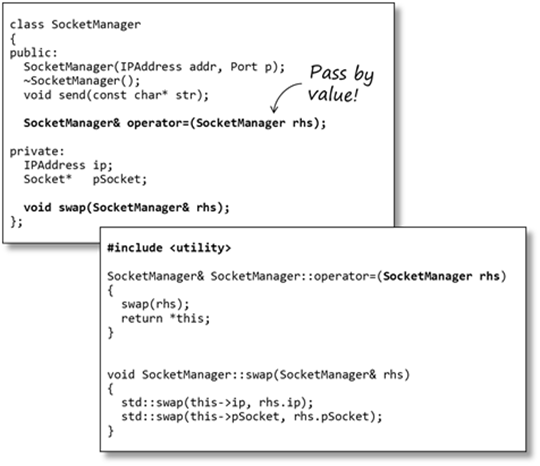 class SocketManager
{
public:
  SocketManager(IPAddress addr, Port p);
  ~SocketManager();
  void send(const char* str);
Pass by
value!
  SocketManager& operator=(SocketManager rhs);
private:
  IPAddress ip;
  Socket*   pSocket;
  void swap(SocketManager& rhs);
};
#include <utility>
SocketManager& SocketManager::operator=(SocketManager rhs)
{
  swap(rhs);
  return *this;
}
void SocketManager::swap(SocketManager& rhs)
{
  std::swap(this->ip, rhs.ip);
  std::swap(this->pSocket, rhs.pSocket);
}